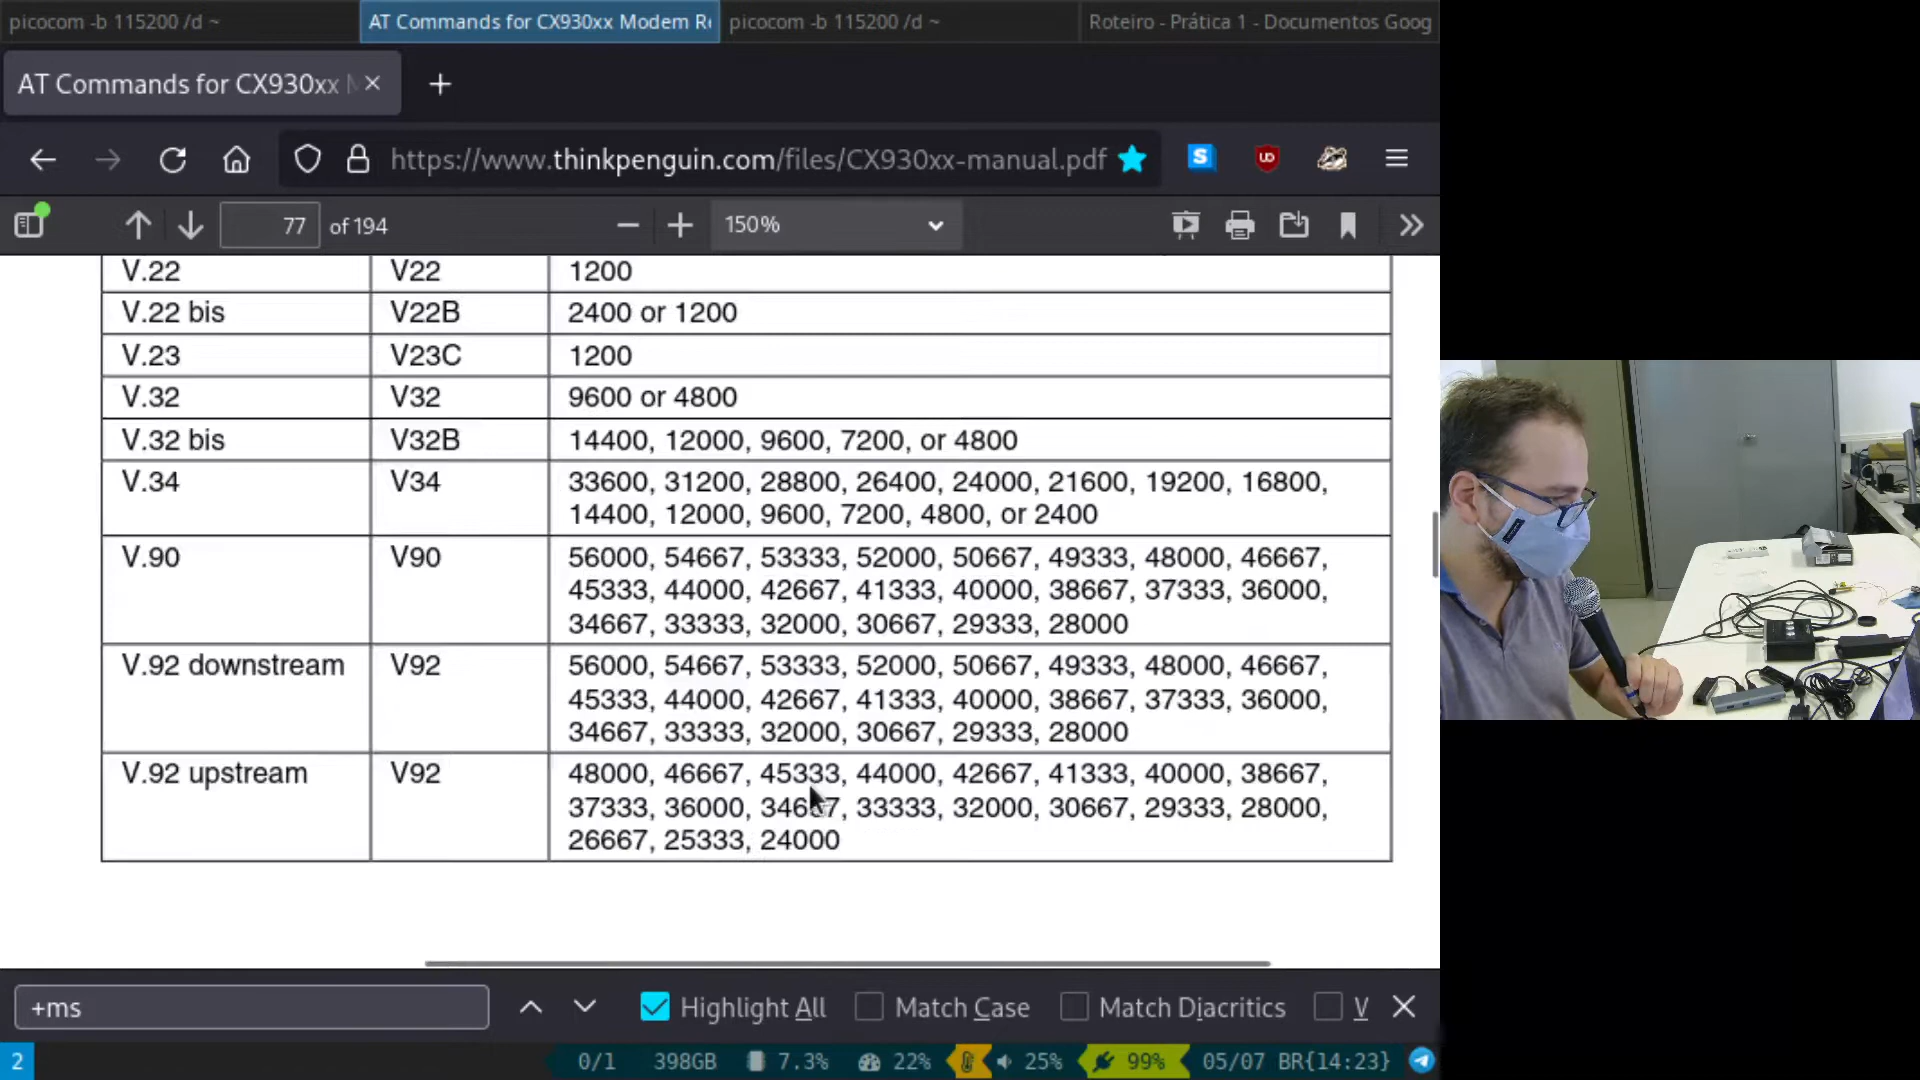 picocom -b 115200 /d ~
AT Commands for CX930xx Modem Re
picocom -b 115200 /d ~
Roteiro - Prática 1 - Documentos Goog
AT Commands for CX930xx M
https://www.thinkpenguin.com/files/CX930xx-manual.pdf
S
UD
77 of 194
150%
V.22 V22 1200
V.22 bis V22B 2400 or 1200
V.23 V23C 1200
V.32 V32 9600 or 4800
V.32 bis V32B 14400, 12000, 9600, 7200, or 4800
V.34 V34 33600, 31200, 28800, 26400, 24000, 21600, 19200, 16800,
14400, 12000, 9600, 7200, 4800, or 2400
V.90 V90 56000, 54667, 53333, 52000, 50667, 49333, 48000, 46667,
45333, 44000, 42667, 41333, 40000, 38667, 37333, 36000,
34667, 33333, 32000, 30667, 29333, 28000
V.92 downstream V92 56000, 54667, 53333, 52000, 50667, 49333, 48000, 46667,
45333, 44000, 42667, 41333, 40000, 38667, 37333, 36000,
34667, 33333, 32000, 30667, 29333, 28000
V.92 upstream V92 48000, 46667, 45333, 44000, 42667, 41333, 40000, 38667,
37333, 36000, 34667, 33333, 32000, 30667, 29333, 28000,
26667, 25333, 24000
+ms
Highlight All Match Case Match Diacritics V
2 0/1 398GB 7.3% 22% 25% 99% 05/07 BR{14:23}